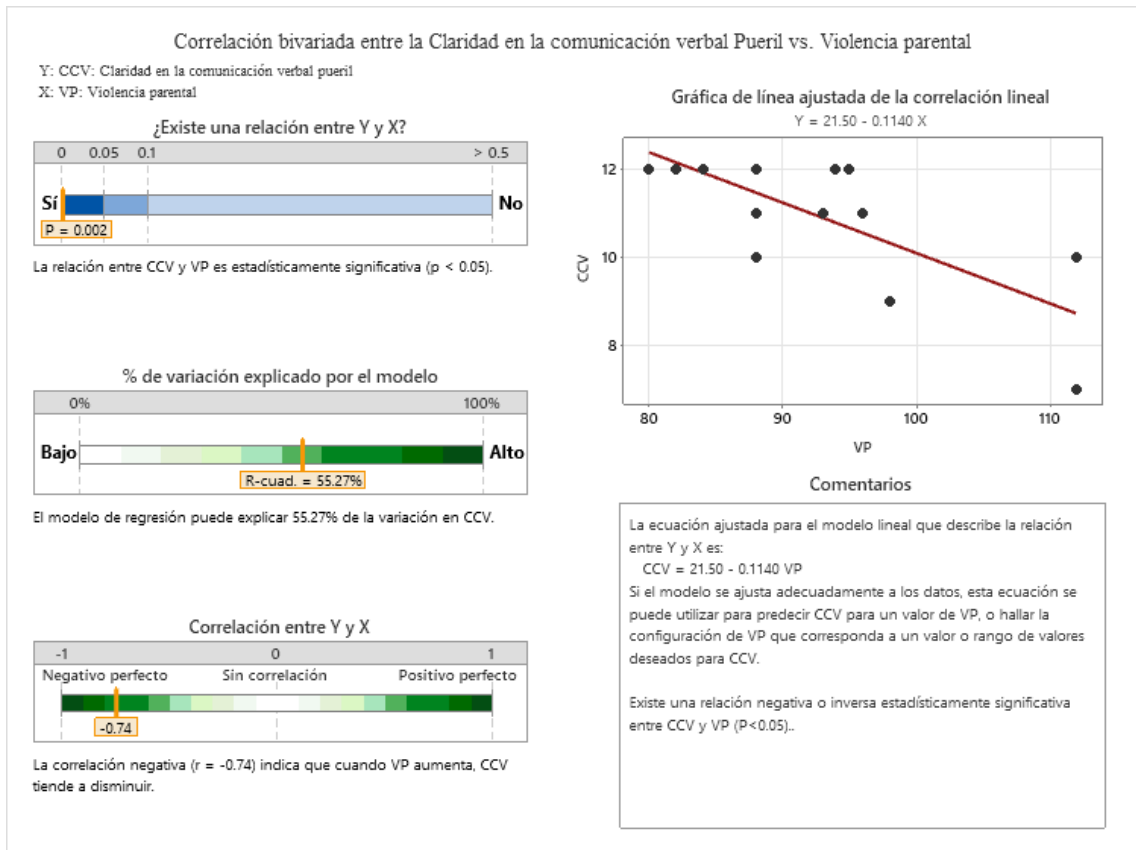 Correlación bivariada entre la Claridad en la comunicación verbal Pueril vs. Violencia parental
Y: CCV: Claridad en la comunicación verbal pueril
X: VP: Violencia parental
¿Existe una relación entre Y y X?
0 0.05 0.1 > 0.5
Sí No
P = 0.002
La relación entre CCV y VP es estadísticamente significativa (p < 0.05).
% de variación explicado por el modelo
0% 100%
Bajo Alto
R-cuad. = 55.27%
El modelo de regresión puede explicar 55.27% de la variación en CCV.
Correlación entre Y y X
-1 0 1
Negativo perfecto Sin correlación Positivo perfecto
-0.74
La correlación negativa (r = -0.74) indica que cuando VP aumenta, CCV
tiende a disminuir.
Gráfica de línea ajustada de la correlación lineal
Y = 21.50 - 0.1140 X
12
10
8
CCV
80 90 100 110
VP
Comentarios
La ecuación ajustada para el modelo lineal que describe la relación
entre Y y X es:
CCV = 21.50 - 0.1140 VP
Si el modelo se ajusta adecuadamente a los datos, esta ecuación se
puede utilizar para predecir CCV para un valor de VP, o hallar la
configuración de VP que corresponda a un valor o rango de valores
deseados para CCV.
Existe una relación negativa o inversa estadísticamente significativa
entre CCV y VP (P<0.05)..